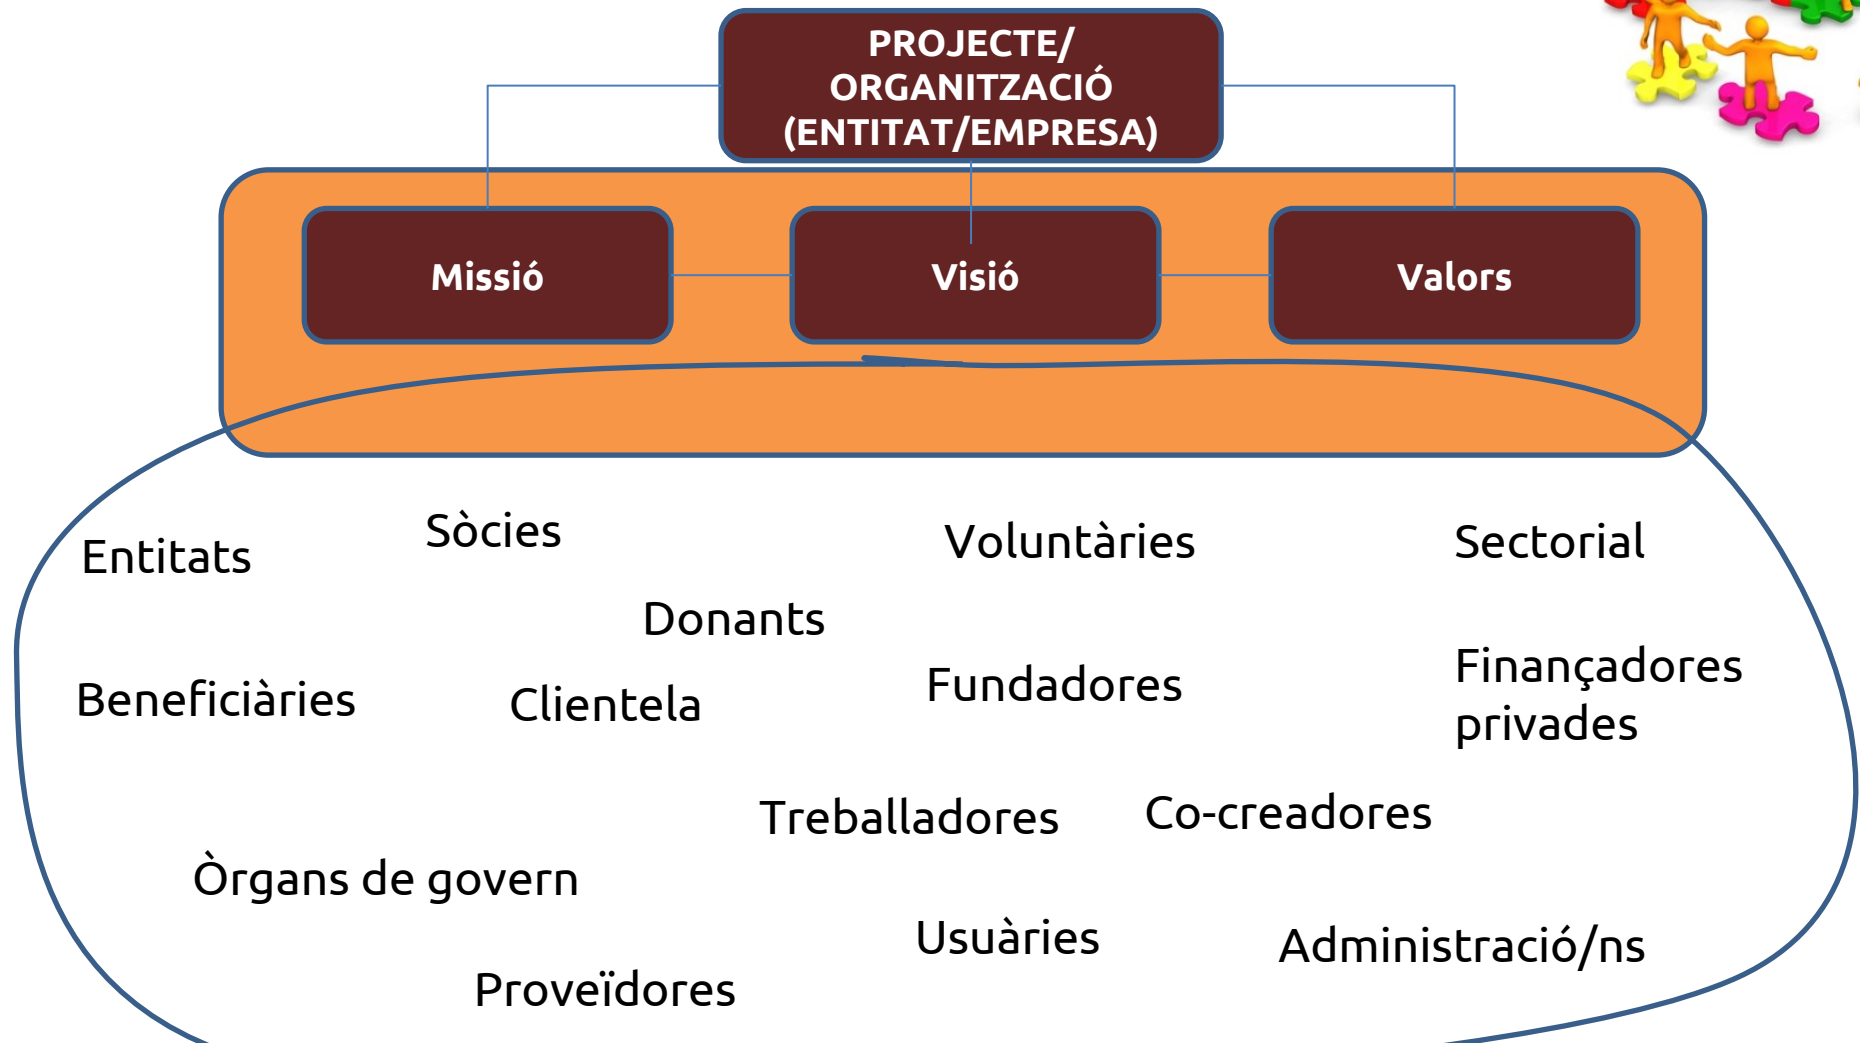 PROJECTE/
ORGANITZACIÓ
(ENTITAT/EMPRESA)
Missió
Visió
Valors
Entitats
Sòcies
Voluntàries
Sectorial
Donants
Beneficiàries
Clientela
Fundadores
Finançadores
privades
Treballadores
Co-creadores
Òrgans de govern
Usuàries
Administració/ns
Proveïdores